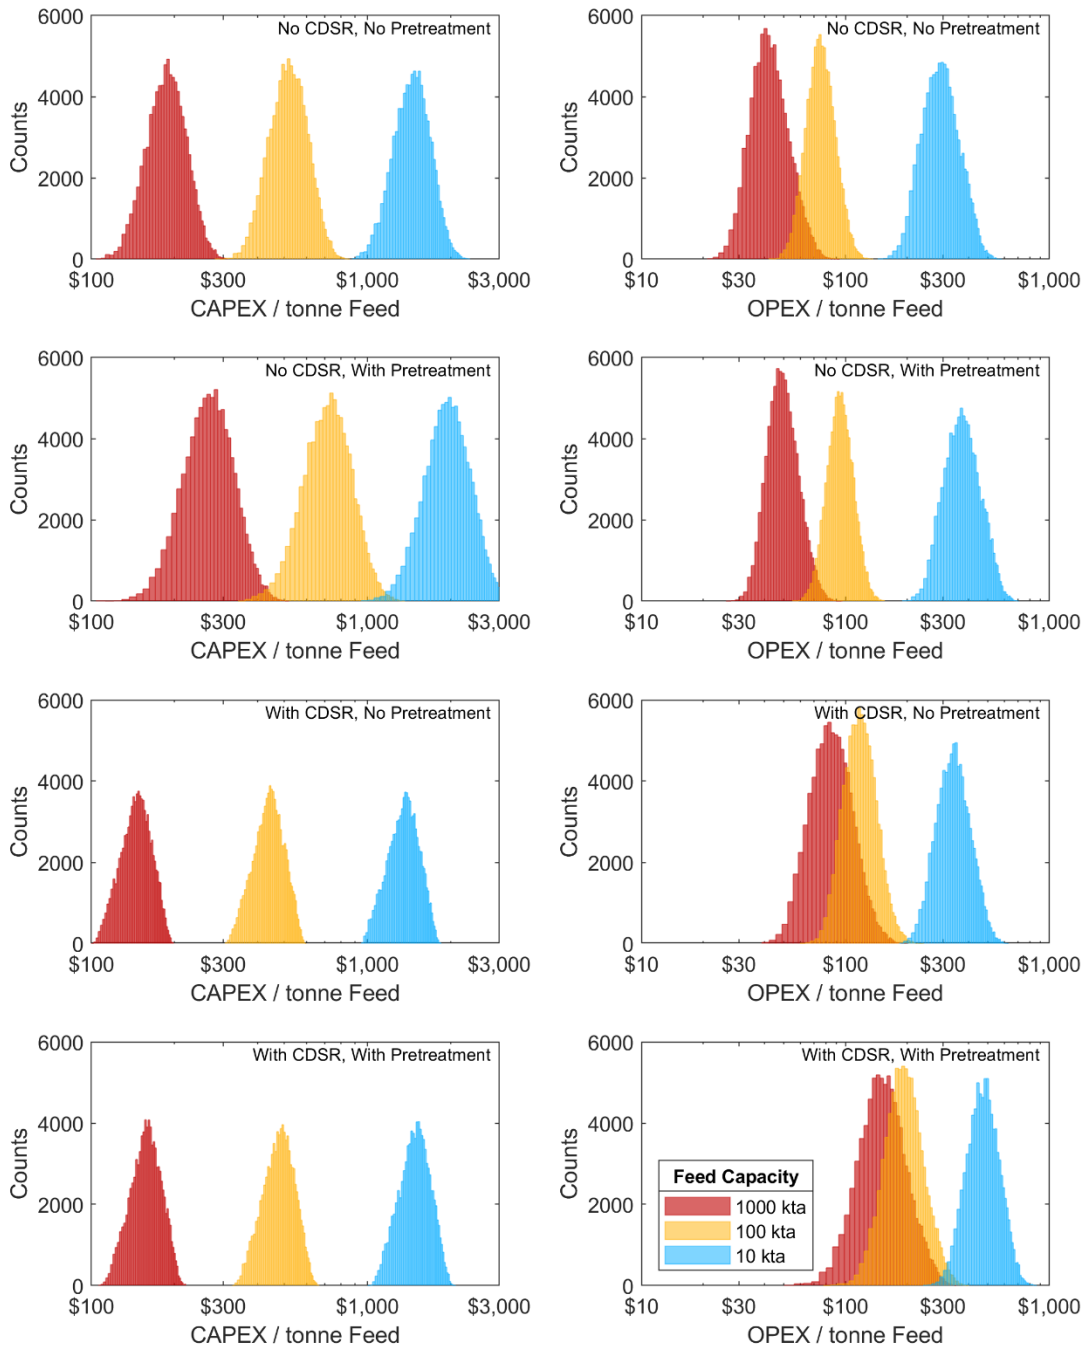 6000
4000
2000
0
Counts
No CDSR, No Pretreatment
$100
$300
$1,000
$3,000
CAPEX / tonne Feed
6000
4000
2000
0
Counts
No CDSR, No Pretreatment
$10
$30
$100
$300
$1,000
OPEX / tonne Feed
6000
4000
2000
0
Counts
No CDSR, With Pretreatment
$100
$300
$1,000
$3,000
CAPEX / tonne Feed
6000
4000
2000
0
Counts
No CDSR, With Pretreatment
$10
$30
$100
$300
$1,000
OPEX / tonne Feed
6000
4000
2000
0
Counts
With CDSR, No Pretreatment
$100
$300
$1,000
$3,000
CAPEX / tonne Feed
6000
4000
2000
0
Counts
With CDSR, No Pretreatment
$10
$30
$100
$300
$1,000
OPEX / tonne Feed
6000
4000
2000
0
Counts
With CDSR, With Pretreatment
$100
$300
$1,000
$3,000
CAPEX / tonne Feed
6000
4000
2000
0
Counts
With CDSR, With Pretreatment
Feed Capacity
1000 kta
100 kta
10 kta
$10
$30
$100
$300
$1,000
OPEX / tonne Feed